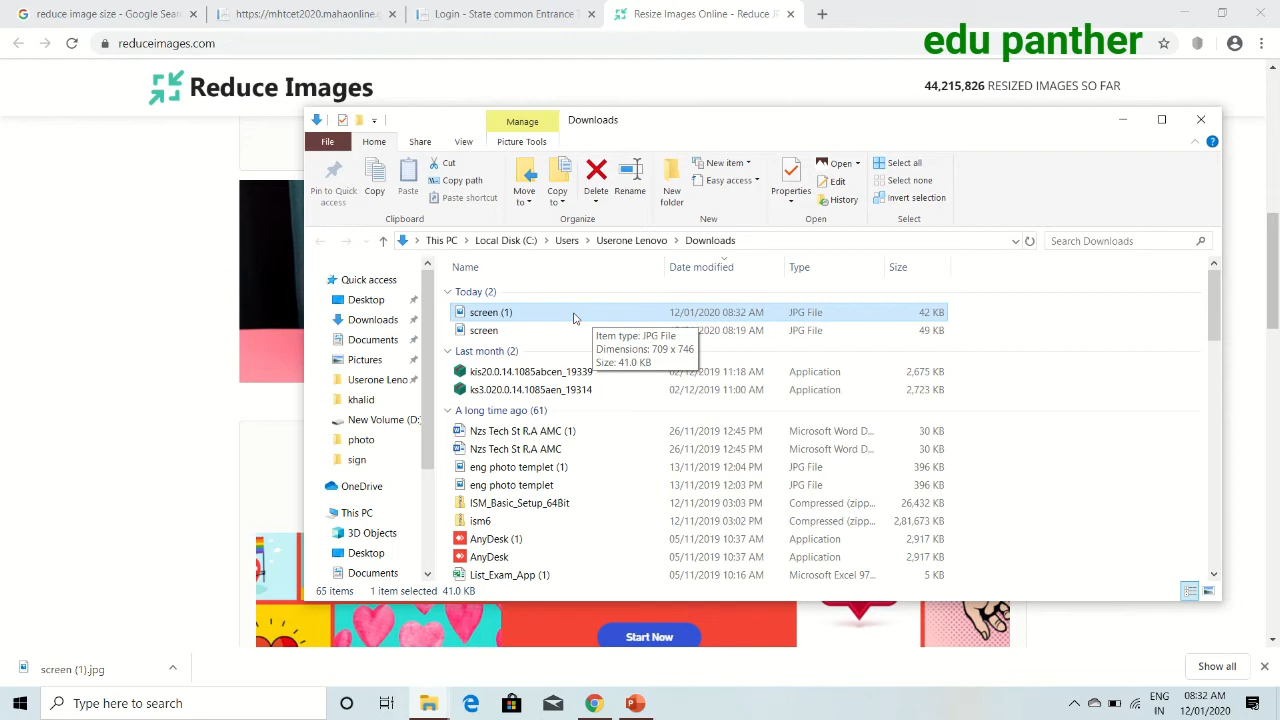 google resize image - Search
https://mhtcet2020.mahaonline.g
Login - State common Entrance T
Resize Images Online - Reduce JP
reduceimages.com
edu panther
Reduce Images
44,215,826 RESIZED IMAGES SO FAR
Manage
Downloads
File
Home
Share
View
Picture Tools
Pin to Quick access
Copy
Paste
Cut
Copy path
Paste shortcut
Move to
Copy to
Delete
Rename
New folder
New item
Easy access
Properties
Open
Edit
History
Select all
Select none
Invert selection
Clipboard
Organize
New
Open
Select
This PC > Local Disk (C:) > Users > Userone Lenovo > Downloads
Search Downloads
Name Date modified Type Size
Quick access
Desktop
Downloads
Documents
Pictures
Userone Leno
khalid
New Volume (D:
photo
sign
OneDrive
This PC
3D Objects
Desktop
Documents
Today (2)
screen (1) 12/01/2020 08:32 AM JPG File 42 KB
screen 08:19 AM JPG File 49 KB
Item type: JPG File
Dimensions: 709 x 746
Size: 41.0 KB
Last month (2)
kis20.0.14.1085abcen_19339 02/12/2019 11:18 AM Application 2,675 KB
ks3.020.0.14.1085aen_19314 02/12/2019 11:00 AM Application 2,723 KB
A long time ago (61)
Nzs Tech St R.A AMC (1) 26/11/2019 12:45 PM Microsoft Word D... 30 KB
Nzs Tech St R.A AMC 26/11/2019 12:45 PM Microsoft Word D... 30 KB
eng photo templet (1) 13/11/2019 12:04 PM JPG File 396 KB
eng photo templet 13/11/2019 12:03 PM JPG File 396 KB
ISM_Basic_Setup_64Bit 12/11/2019 03:03 PM Compressed (zipp... 26,432 KB
ism6 12/11/2019 03:02 PM Compressed (zipp... 2,81,673 KB
AnyDesk (1) 05/11/2019 10:37 AM Application 2,917 KB
AnyDesk 05/11/2019 10:37 AM Application 2,917 KB
List_Exam_App (1) 05/11/2019 10:16 AM Microsoft Excel 97... 5 KB
65 items 1 item selected 41.0 KB
Start Now
screen (1).jpg
Show all
Type here to search
ENG
IN
08:32 AM
12/01/2020